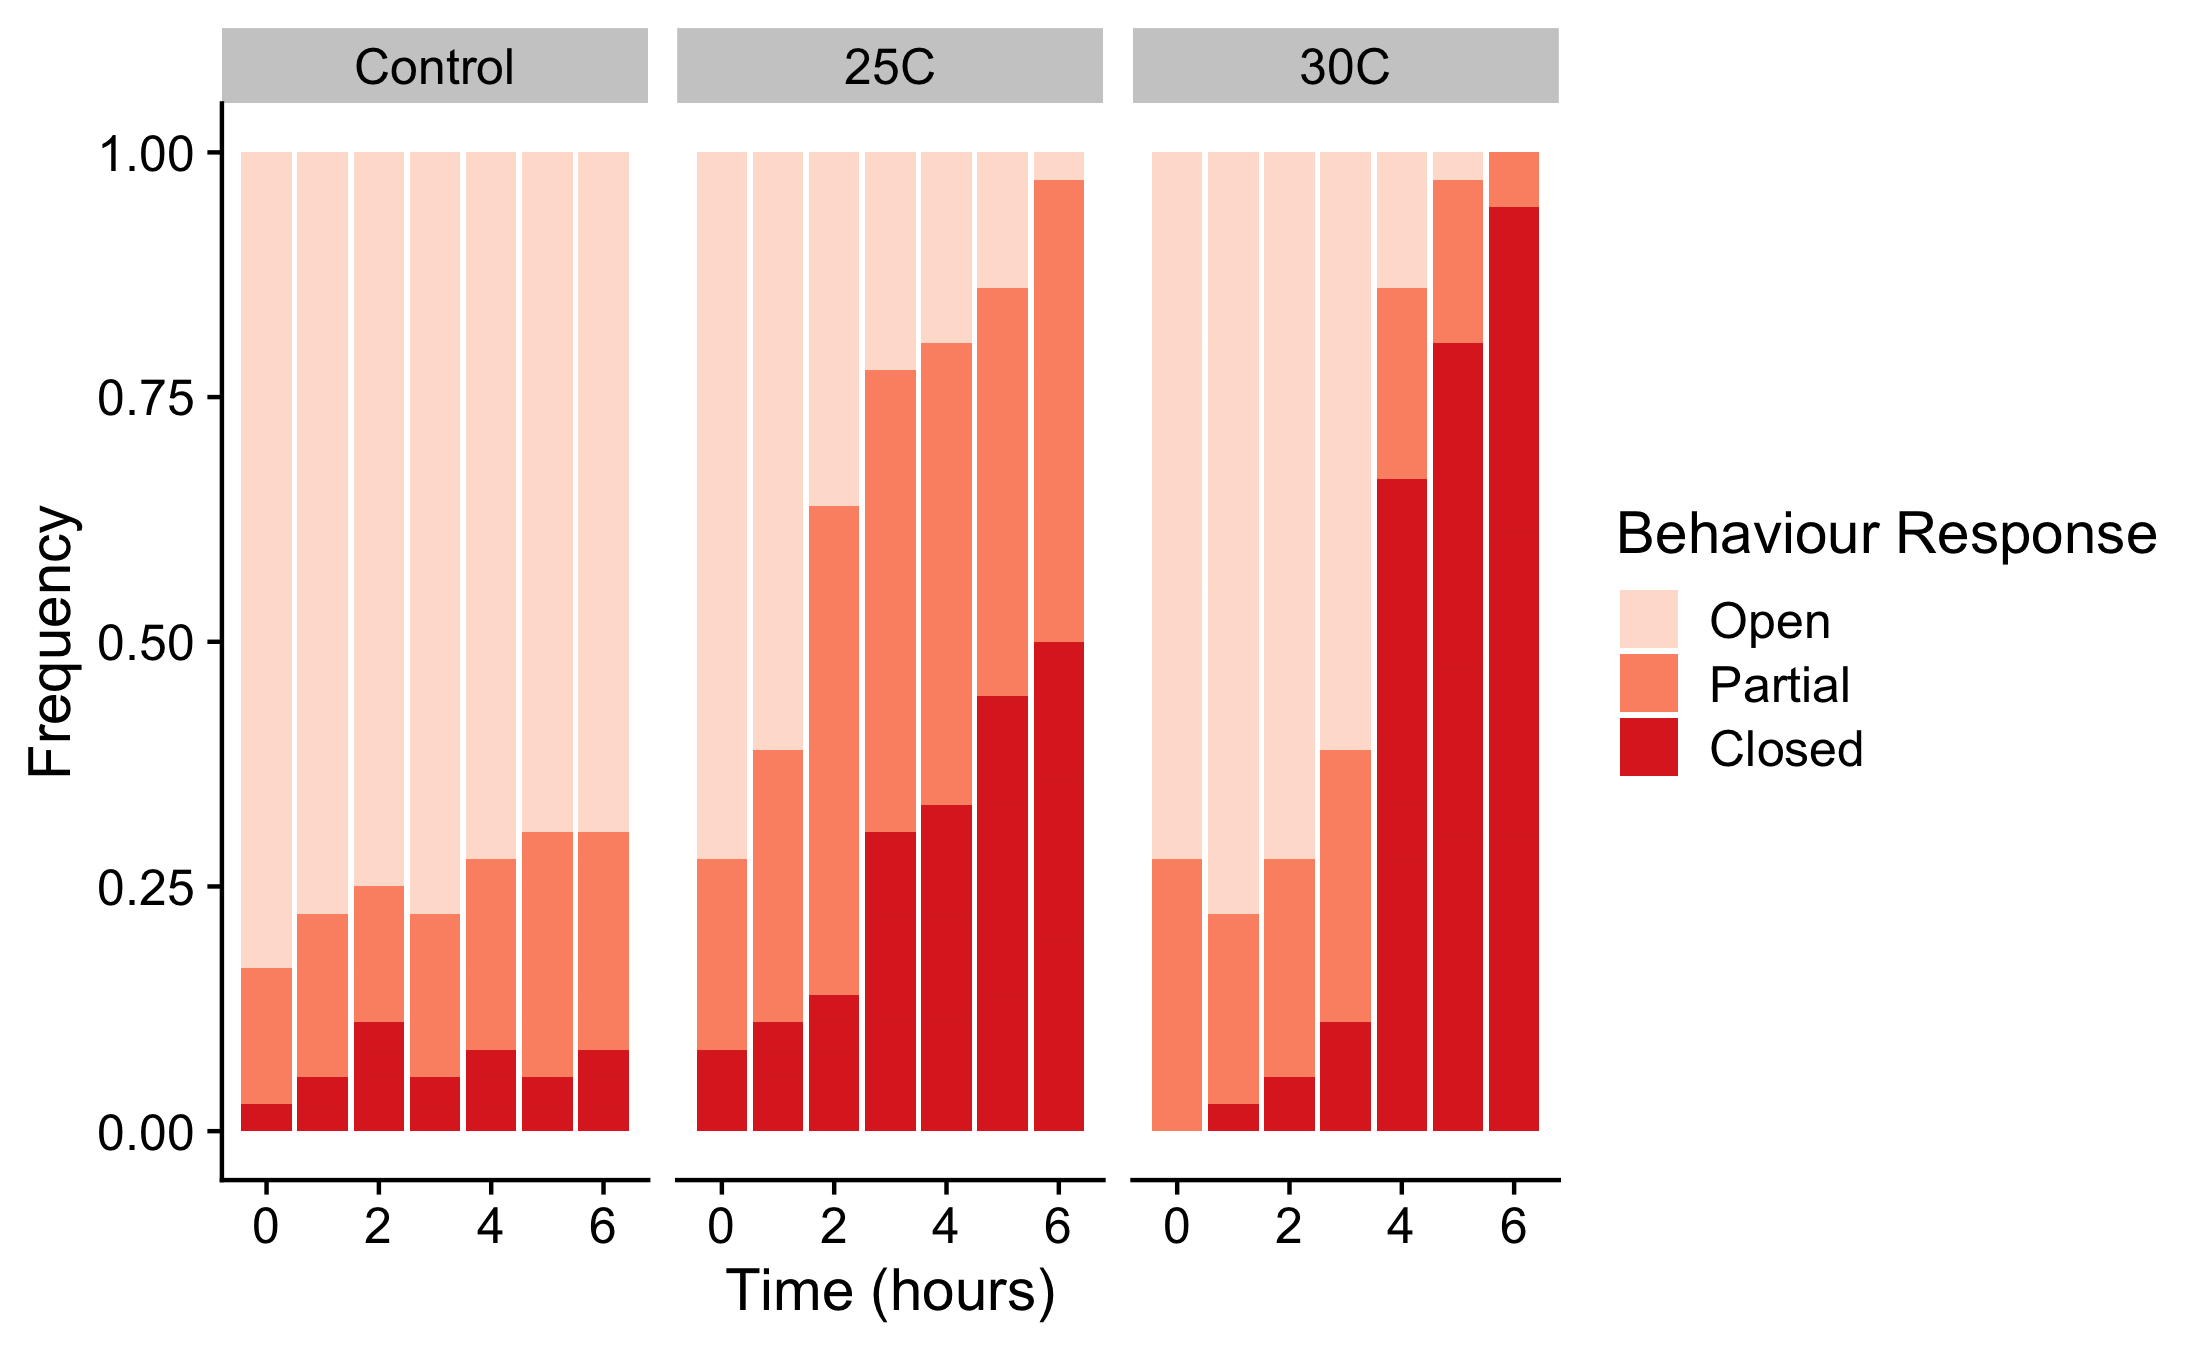 Control 25C 30C
1.00
0.75
0.50
0.25
0.00
Frequency
0 2 4 6 0 2 4 6 0 2 4 6
Time (hours)
Behaviour Response
Open
Partial
Closed